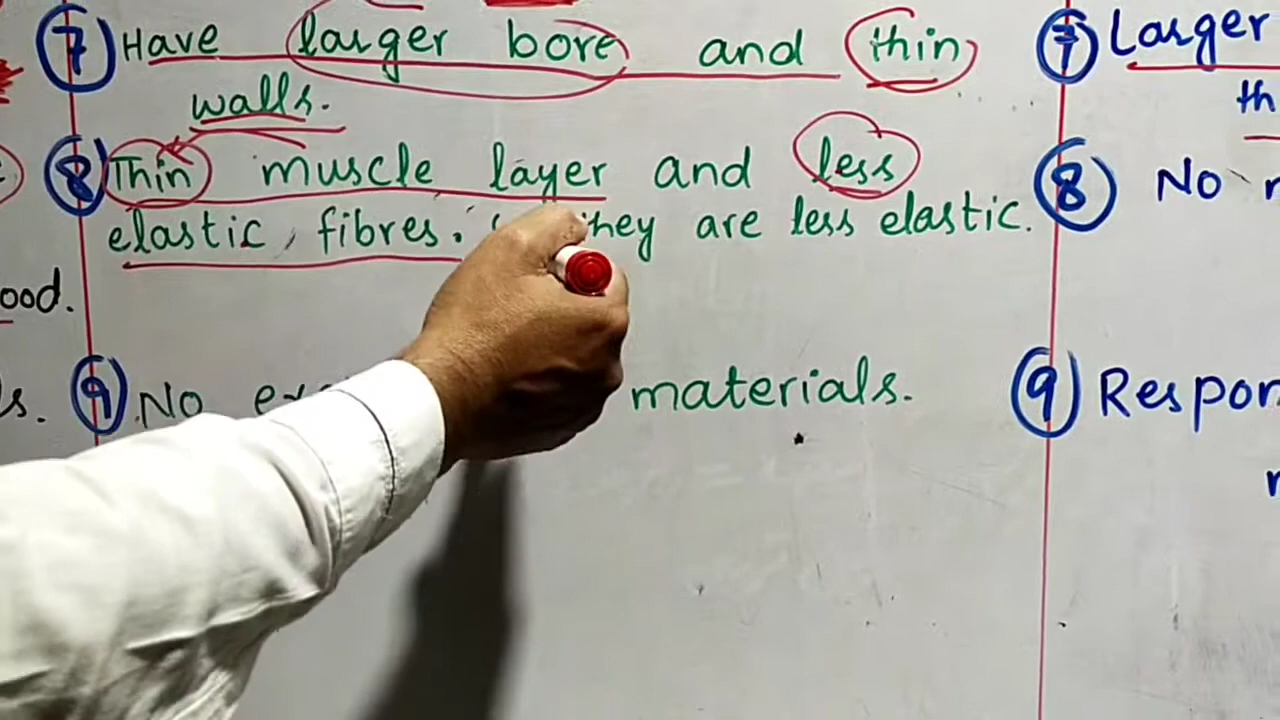 ⑦ Have larger bore and thin
walls.
⑧ Thin muscle layer and less
elastic fibres. they are less elastic.
ood.
s. ⑨ No materials.
⑦ Larger
th
⑧ No
⑨ Respon